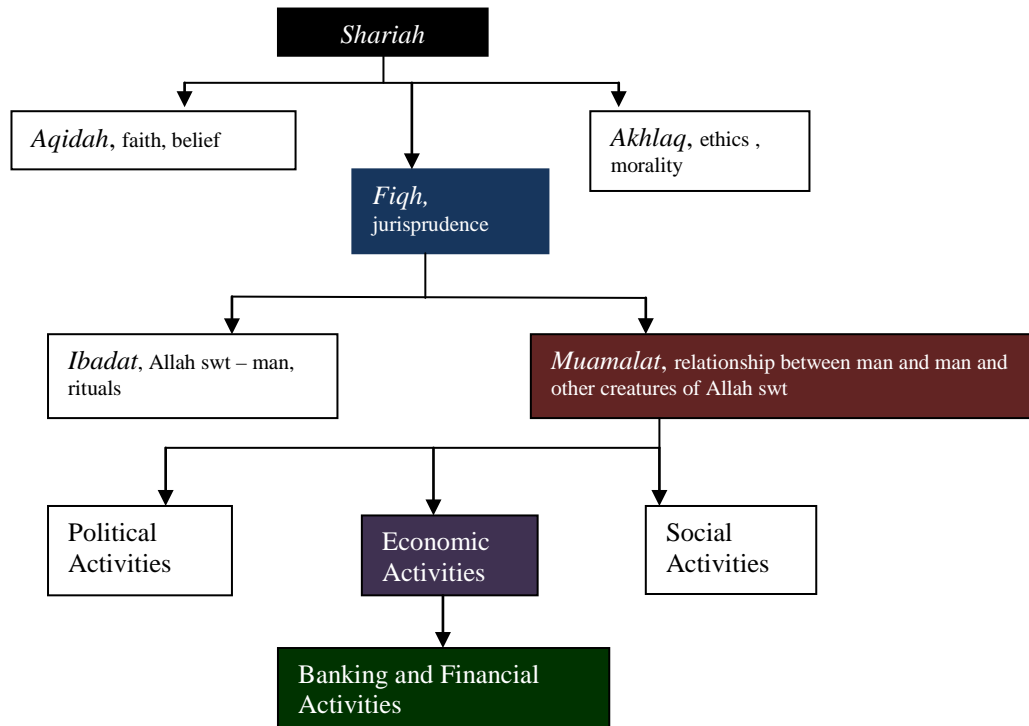 Shariah
Aqidah, faith, belief
Akhlaq, ethics ,
morality
Fiqh,
jurisprudence
Ibadat, Allah swt – man,
rituals
Muamalat, relationship between man and man and
other creatures of Allah swt
Political
Activities
Economic
Activities
Social
Activities
Banking and Financial
Activities